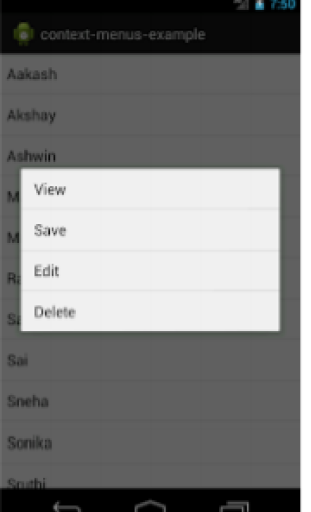 7:50
context-menus-example
Aakash
Akshay
Ashwin
M
View
M
Save
Ra
Edit
Sa
Delete
Sai
Sneha
Sonika
Sruthi